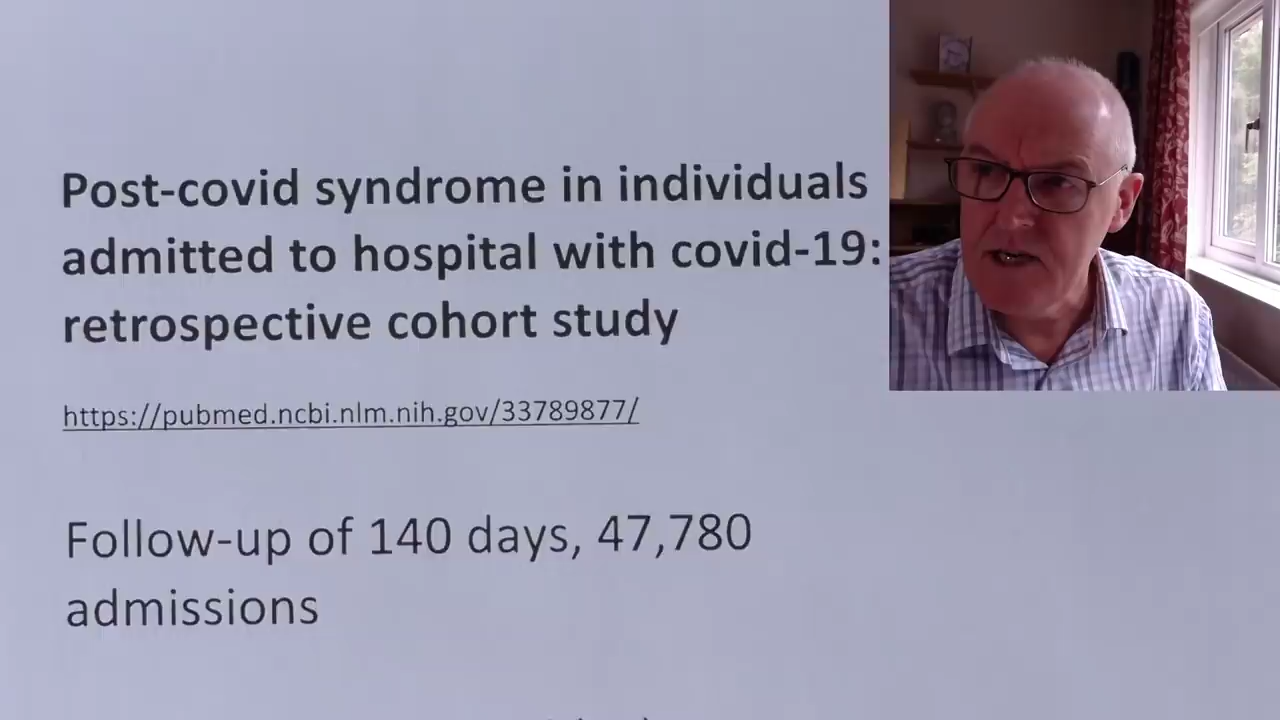 Post-covid syndrome in individuals
admitted to hospital with covid-19:
retrospective cohort study
https://pubmed.ncbi.nlm.nih.gov/33789877/
Follow-up of 140 days, 47,780
admissions